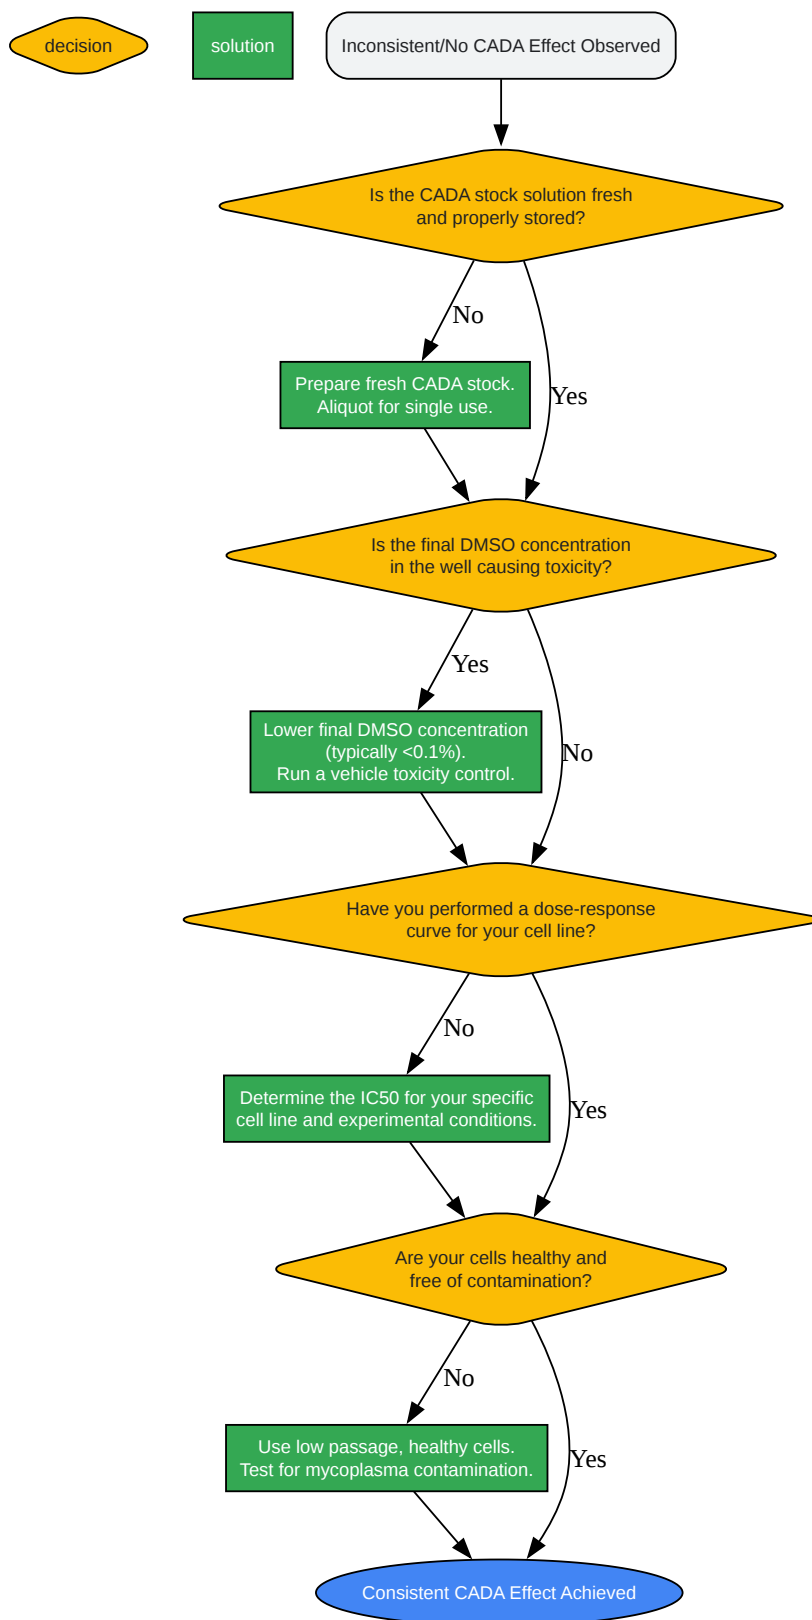 decision
solution
Inconsistent/No CADA Effect Observed
Is the CADA stock solution fresh
and properly stored?
No
Prepare fresh CADA stock.
Aliquot for single use.
Yes
Is the final DMSO concentration
in the well causing toxicity?
Yes
Lower final DMSO concentration
(typically <0.1%).
Run a vehicle toxicity control.
No
Have you performed a dose-response
curve for your cell line?
No
Determine the IC50 for your specific
cell line and experimental conditions.
Yes
Are your cells healthy and
free of contamination?
No
Use low passage, healthy cells.
Test for mycoplasma contamination.
Yes
Consistent CADA Effect Achieved